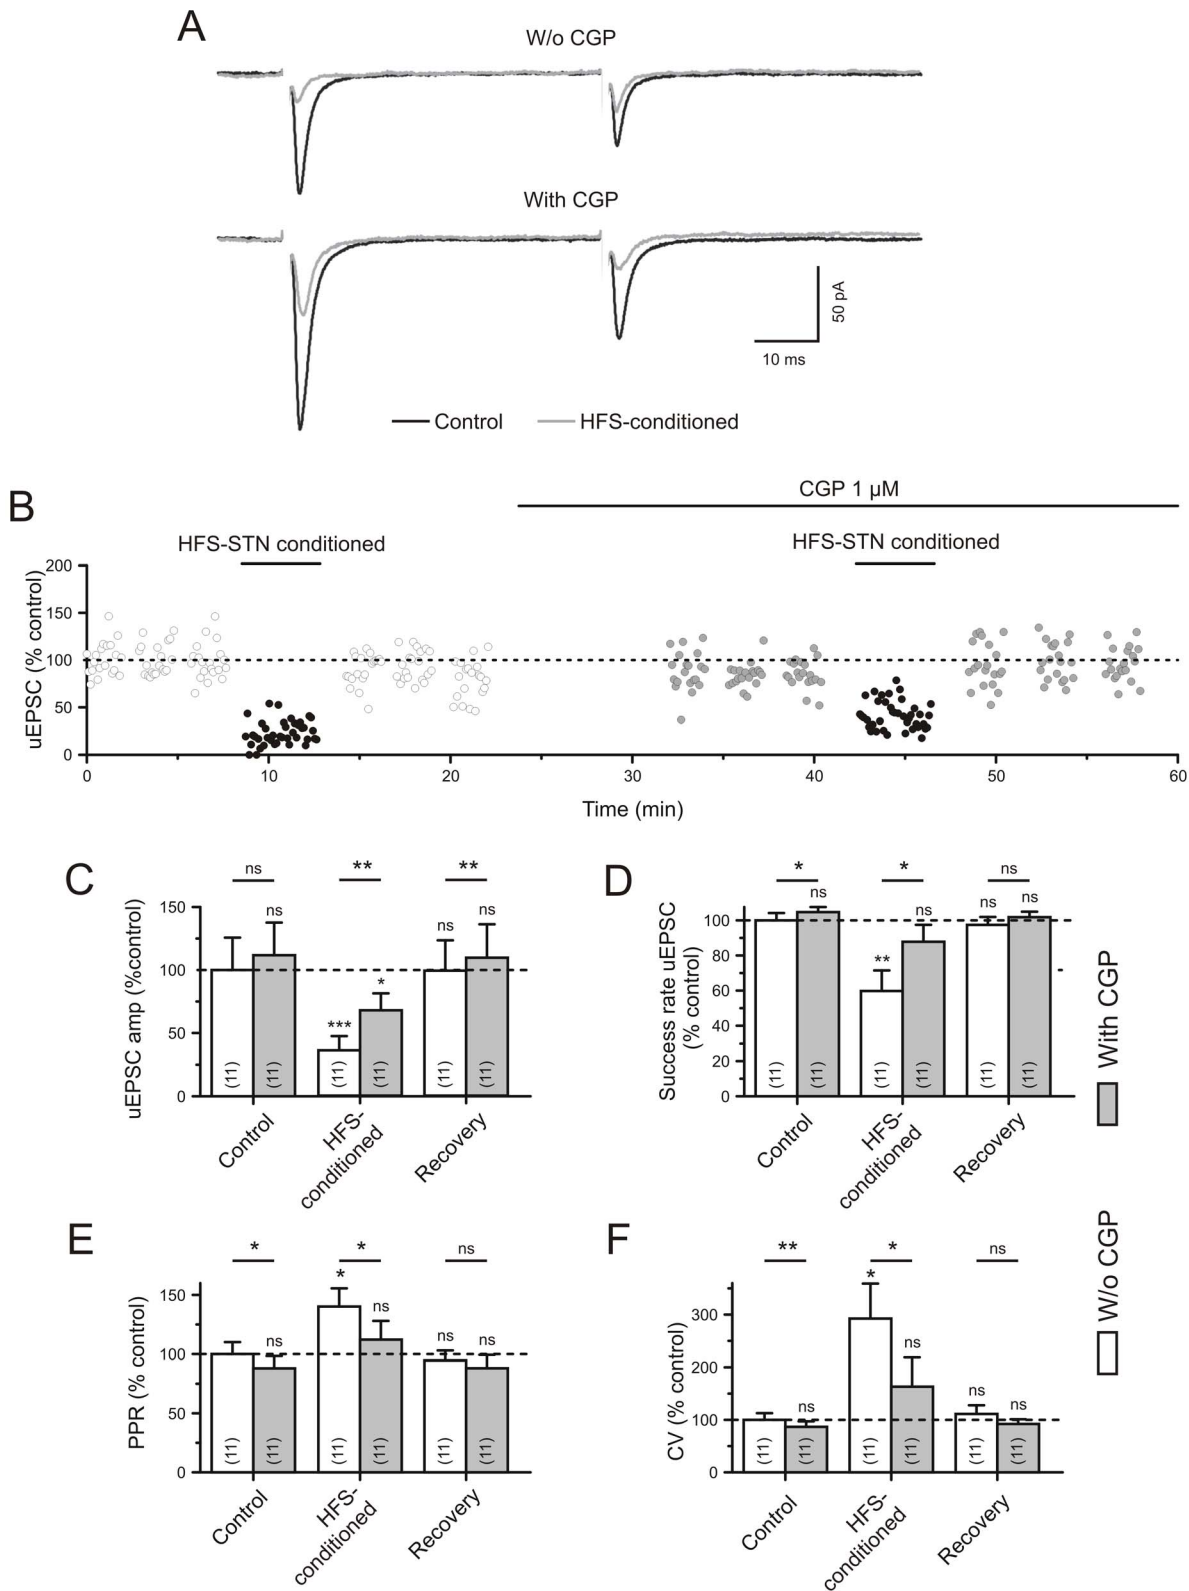 A
W/o CGP
With CGP
50 pA
10 ms
Control
HFS-conditioned
B
CGP 1 µM
HFS-STN conditioned
HFS-STN conditioned
uEPSC (% control)
200
150
100
50
0
0
10
20
30
40
50
60
Time (min)
C
ns
**
**
uEPSC amp (%control)
150
100
50
0
ns
***
*
ns
ns
(11)
(11)
(11)
(11)
(11)
(11)
Control
HFS-
conditioned
Recovery
D
*
*
ns
Success rate uEPSC
(% control)
100
80
60
40
20
0
ns
**
ns
ns
ns
(11)
(11)
(11)
(11)
(11)
(11)
Control
HFS-
conditioned
Recovery
With CGP
W/o CGP
E
*
*
ns
PPR (% control)
150
100
50
0
ns
*
ns
ns
ns
(11)
(11)
(11)
(11)
(11)
(11)
Control
HFS-
conditioned
Recovery
F
**
*
ns
CV (% control)
300
200
100
0
ns
*
ns
ns
ns
(11)
(11)
(11)
(11)
(11)
(11)
Control
HFS-
conditioned
Recovery